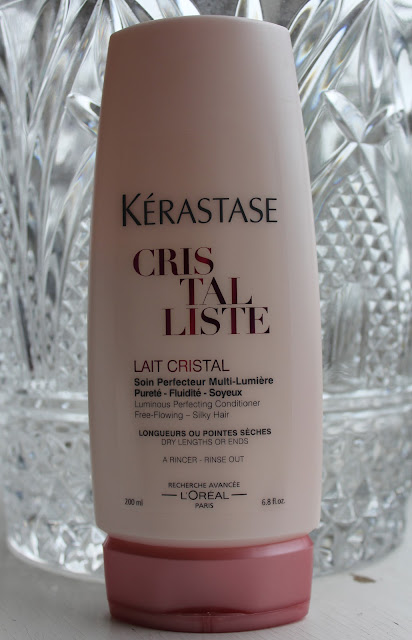 KÉRASTASE
CRIS
TAL
LISTE
LAIT CRISTAL
Soin Perfecteur Multi-Lumière
Pureté - Fluidité - Soyeux
Luminous Perfecting Conditioner
Free-Flowing – Silky Hair
LONGUEURS OU POINTES SÈCHES
DRY LENGTHS OR ENDS
A RINCER - RINSE OUT
RECHERCHE AVANCÉE
200 ml L'ORÉAL 6.8 fl.oz.
PARIS